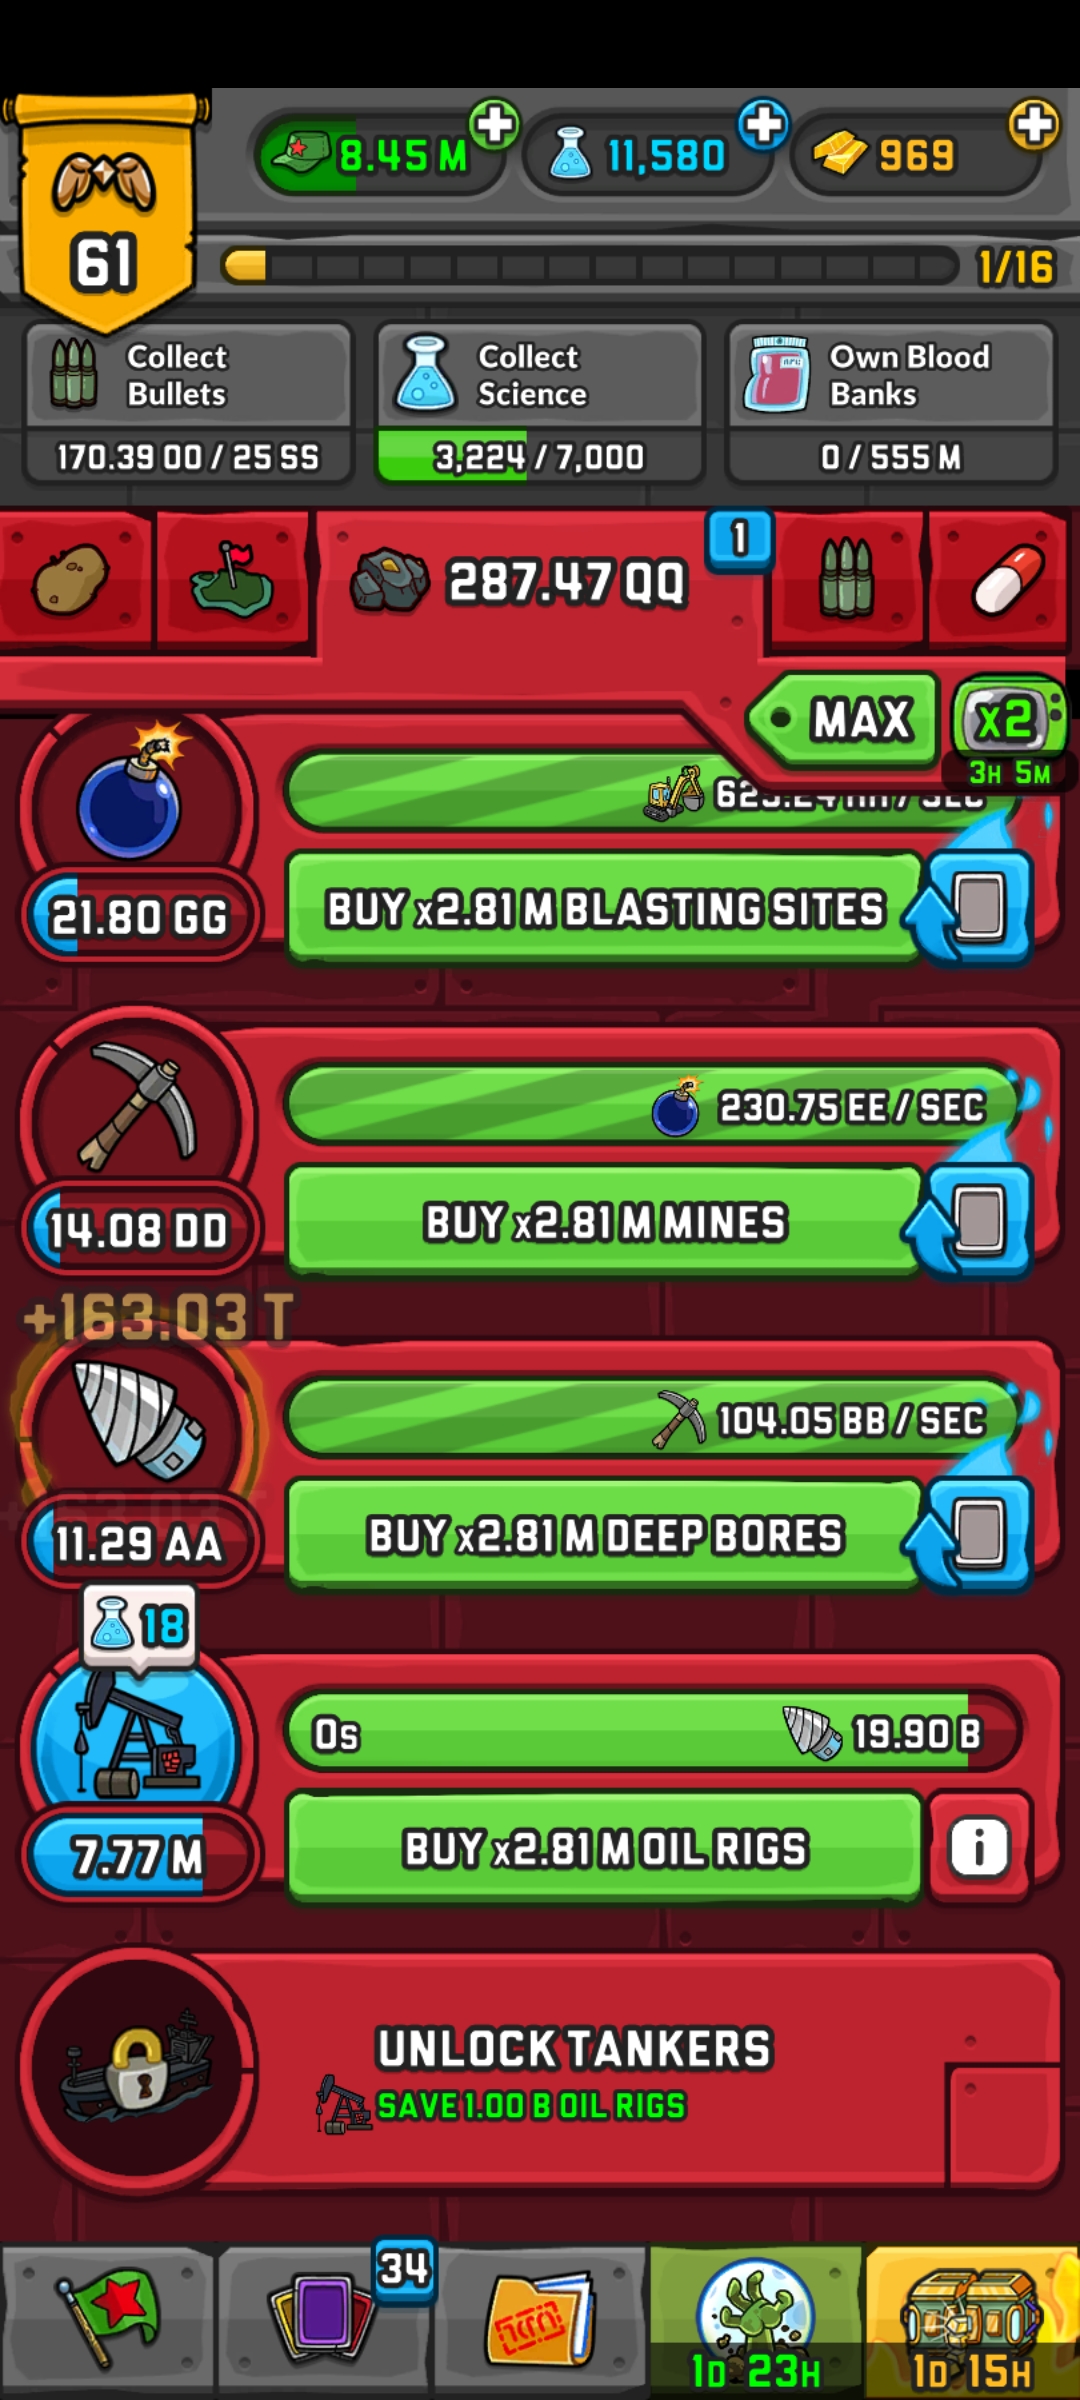 61
8.45 M
11,580
969
1/16
Collect
Bullets
170.39 OO / 25 SS
Collect
Science
3,224 / 7,000
Own Blood
Banks
0 / 555 M
287.47 QQ
1
MAX
x2
3H 5M
21.80 GG
BUY x2.81 M BLASTING SITES
230.75 EE / SEC
14.08 DD
BUY x2.81 M MINES
+163.03 T
104.05 BB / SEC
11.29 AA
BUY x2.81 M DEEP BORES
18
0s
19.90 B
7.77 M
BUY x2.81 M OIL RIGS
i
UNLOCK TANKERS
SAVE 1.00 B OIL RIGS
34
1D 23H
1D 15H